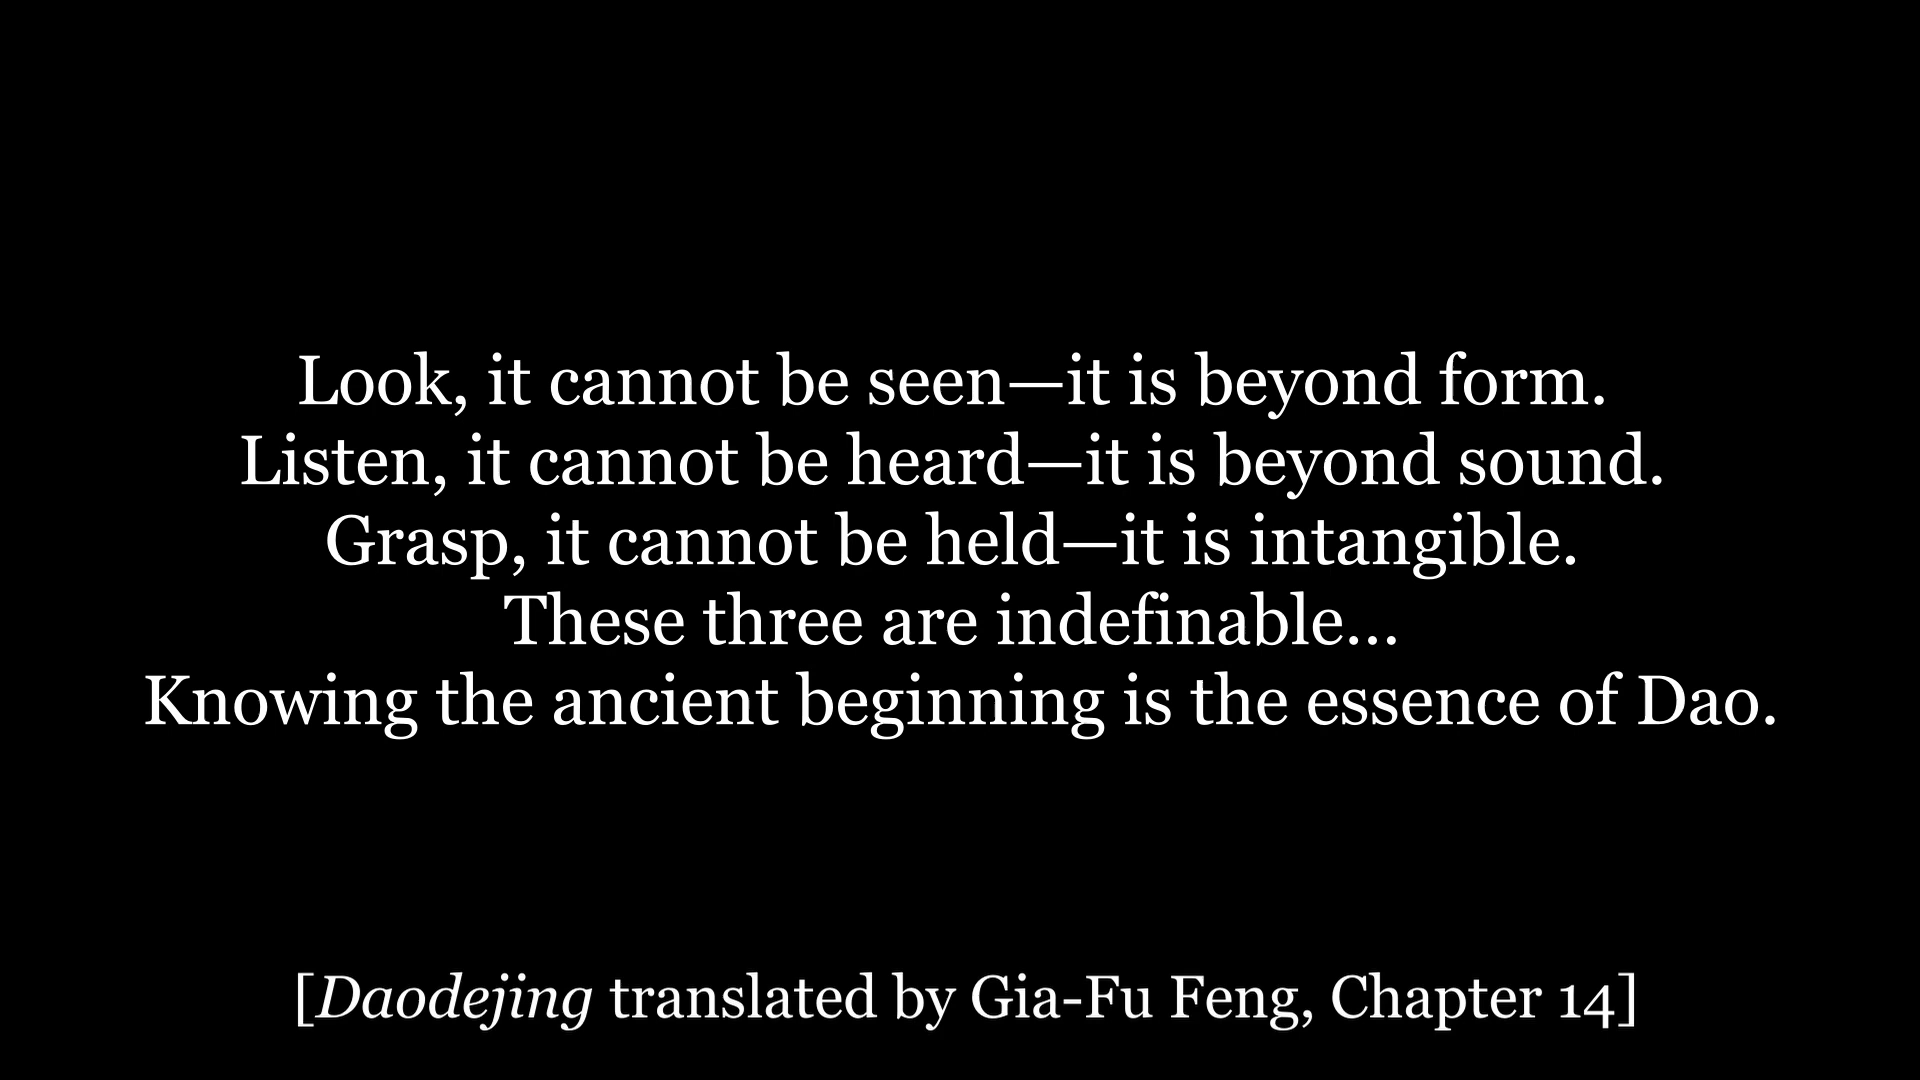 Look, it cannot be seen—it is beyond form.
Listen, it cannot be heard—it is beyond sound.
Grasp, it cannot be held—it is intangible.
These three are indefinable...
Knowing the ancient beginning is the essence of Dao.
[Daodejing translated by Gia-Fu Feng, Chapter 14]